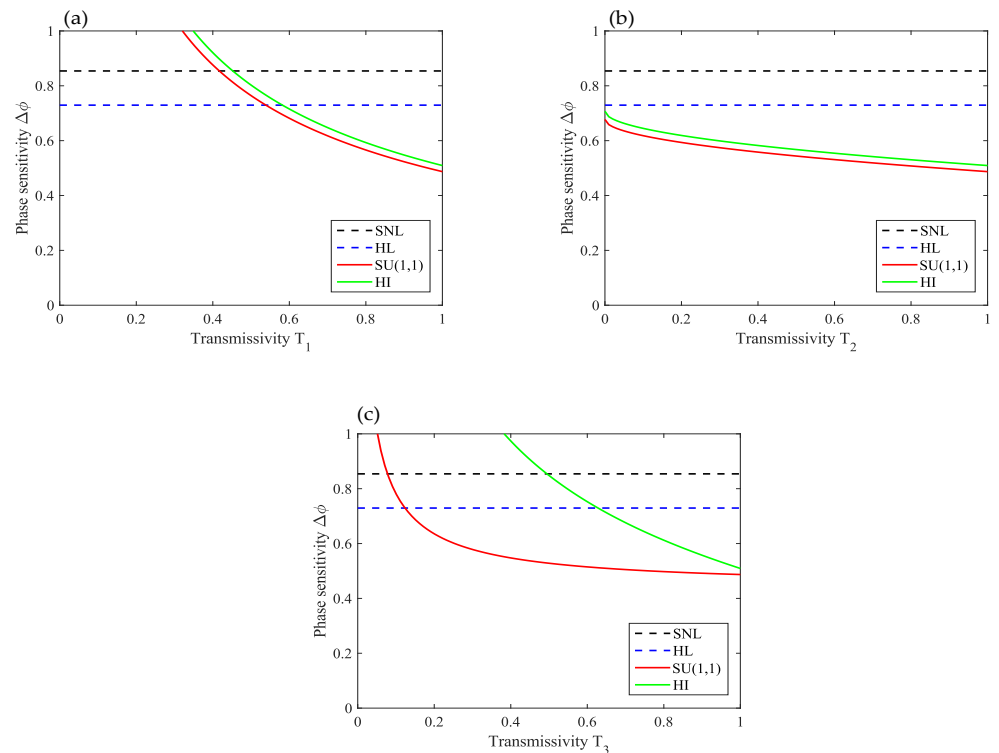 (a)
1
0.8
0.6
0.4
0.2
0
Phase sensitivity Δϕ
SNL
HL
SU(1,1)
HI
0 0.2 0.4 0.6 0.8 1
Transmissivity T_1
(b)
1
0.8
0.6
0.4
0.2
0
Phase sensitivity Δϕ
SNL
HL
SU(1,1)
HI
0 0.2 0.4 0.6 0.8 1
Transmissivity T_2
(c)
1
0.8
0.6
0.4
0.2
0
Phase sensitivity Δϕ
SNL
HL
SU(1,1)
HI
0 0.2 0.4 0.6 0.8 1
Transmissivity T_3